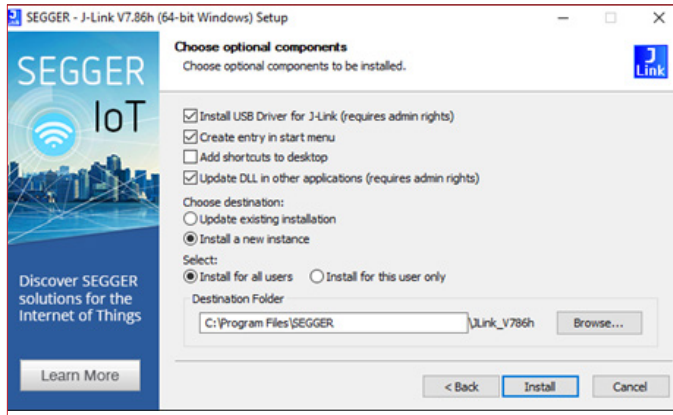 SEGGER - J-Link V7.86h (64-bit Windows) Setup
SEGGER
IoT
Discover SEGGER
solutions for the
Internet of Things
Learn More
Choose optional components
Choose optional components to be installed.
J
Link
Install USB Driver for J-Link (requires admin rights)
Create entry in start menu
Add shortcuts to desktop
Update DLL in other applications (requires admin rights)
Choose destination:
Update existing installation
Install a new instance
Select:
Install for all users Install for this user only
Destination Folder
C:\Program Files\SEGGER \JLink_V786h Browse...
< Back Install Cancel